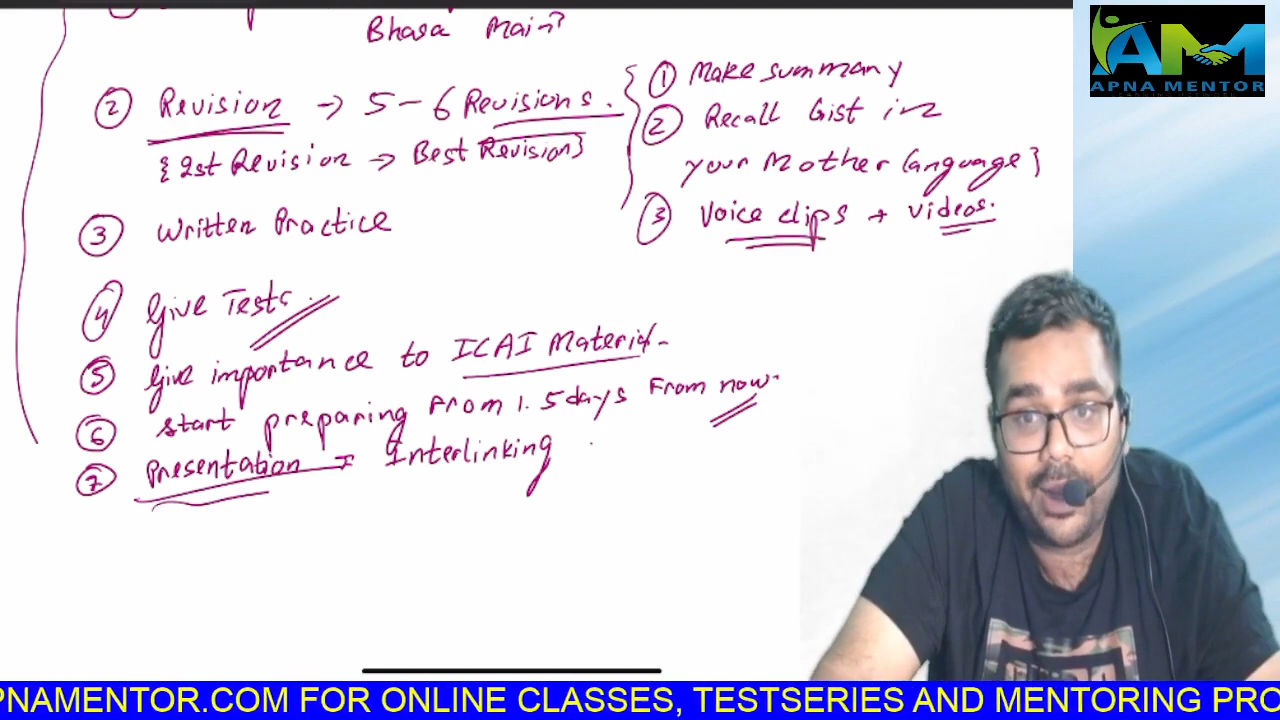 Bhasa Main?
② Revision → 5 - 6 Revisions.
{ 1st Revision → Best Revision}
① Make summary
② Recall Gist in
your Mother Language}
③ Voice clips + videos.
③ Written Practice
④ Give Tests.
⑤ Give importance to ICAI Material.
⑥ start preparing From 1.5 days From now.
⑦ Presentation Interlinking
AM
APNA MENTOR
PNAMENTOR.COM FOR ONLINE CLASSES, TESTSERIES AND MENTORING PRO